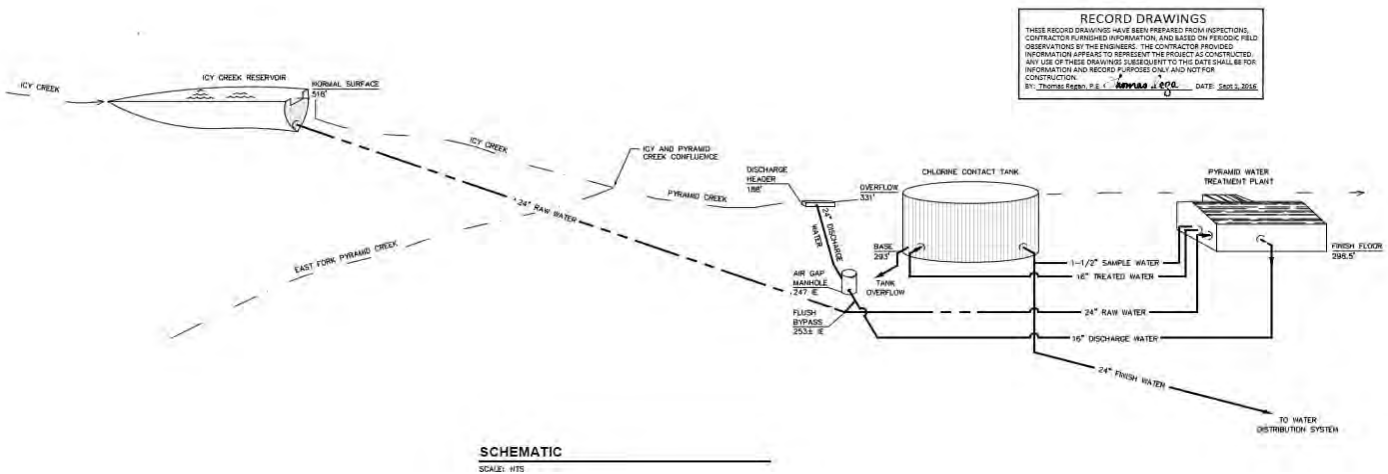 RECORD DRAWINGS
THESE RECORD DRAWINGS HAVE BEEN PREPARED FROM INSPECTIONS,
CONTRACTOR FURNISHED INFORMATION, AND BASED ON PERIODIC FIELD
OBSERVATIONS BY THE ENGINEERS. THE CONTRACTOR PROVIDED
INFORMATION APPEARS TO REPRESENT THE PROJECT AS CONSTRUCTED.
ANY USE OF THESE DRAWINGS SUBSEQUENT TO THIS DATE SHALL BE FOR
INFORMATION AND RECORD PURPOSES ONLY AND NOT FOR
CONSTRUCTION.
BY: Thomas Regan, P.E. DATE: Sept 1, 2016
ICY CREEK
ICY CREEK RESERVOIR
NORMAL SURFACE
518'
ICY CREEK
ICY AND PYRAMID
CREEK CONFLUENCE
24" RAW WATER
EAST FORK PYRAMID CREEK
PYRAMID CREEK
DISCHARGE
HEADER
188'
24" DISCHARGE
WATER
OVERFLOW
331'
CHLORINE CONTACT TANK
BASE
293'
TANK
OVERFLOW
AIR GAP
MANHOLE
247 IE
FLUSH
BYPASS
253± IE
PYRAMID WATER
TREATMENT PLANT
FINISH FLOOR
298.5'
1-1/2" SAMPLE WATER
16" TREATED WATER
24" RAW WATER
16" DISCHARGE WATER
24" FINISH WATER
TO WATER
DISTRIBUTION SYSTEM
SCHEMATIC
SCALE: NTS